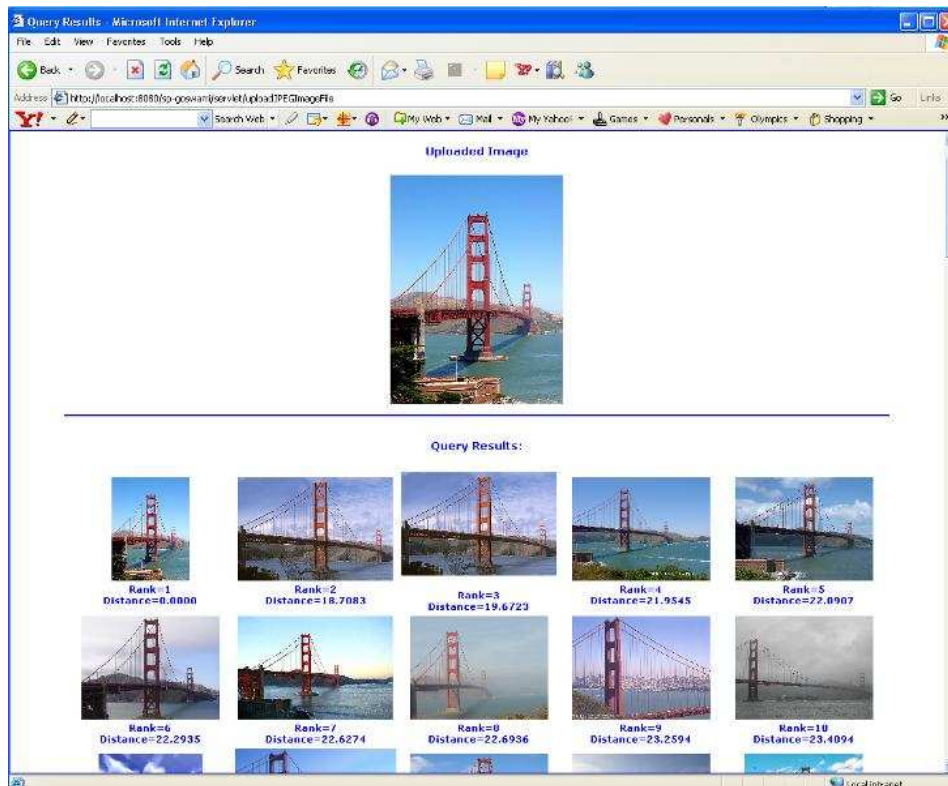 Query Results - Microsoft Internet Explorer
File Edit View Favorites Tools Help
Back Search Favorites
Address http://localhost:8080/sp-goswami/servlet/uploadJPEGImageFile Go Links
Y! Search Web My Web Mail My Yahoo! Games Personals Olympics Shopping
Uploaded Image
Query Results:
Rank=1 Rank=2 Rank=3 Rank=4 Rank=5
Distance=0.0000 Distance=18.7083 Distance=19.6723 Distance=21.9545 Distance=22.0907
Rank=6 Rank=7 Rank=8 Rank=9 Rank=10
Distance=22.2935 Distance=22.6274 Distance=22.6936 Distance=23.2594 Distance=23.4094
Local intranet